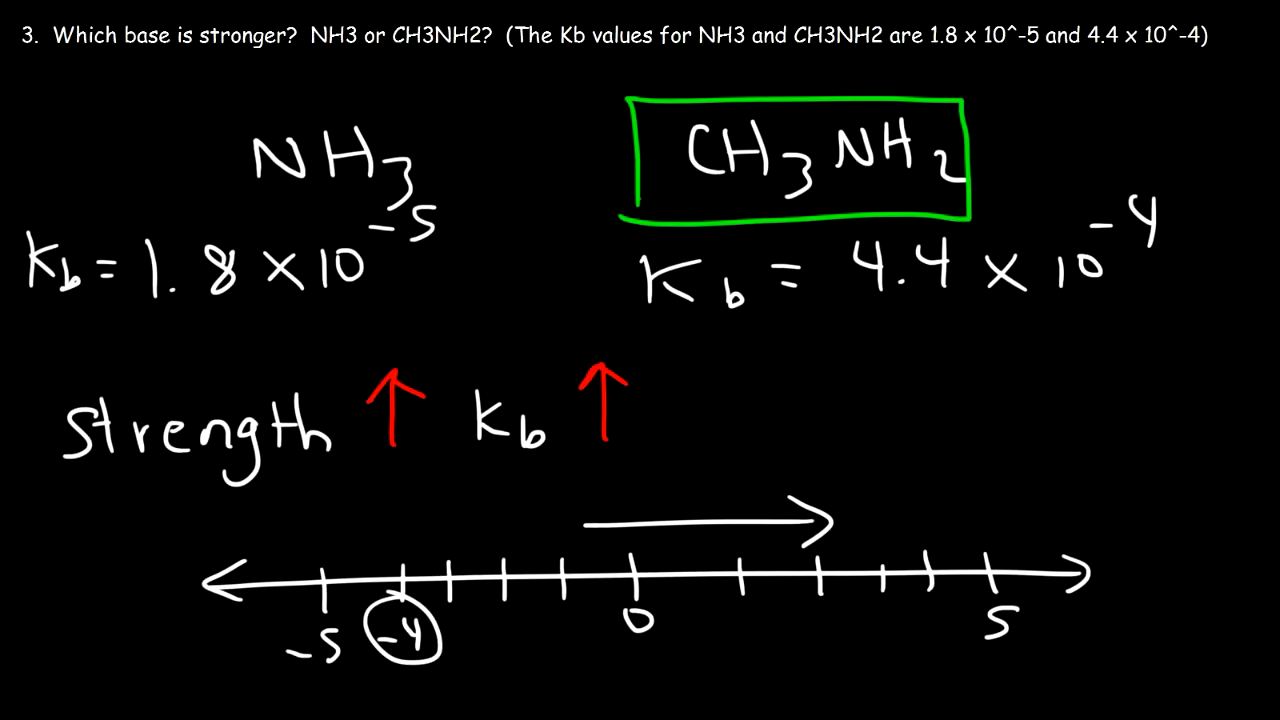 3. Which base is stronger? NH3 or CH3NH2? (The Kb values for NH3 and CH3NH2 are 1.8 x 10^-5 and 4.4 x 10^-4)
NH₃ CH₃NH₂
Kb = 1.8 × 10⁻⁵ Kb = 4.4 × 10⁻⁴
Strength ↑ Kb ↑
-5 -4 0 5